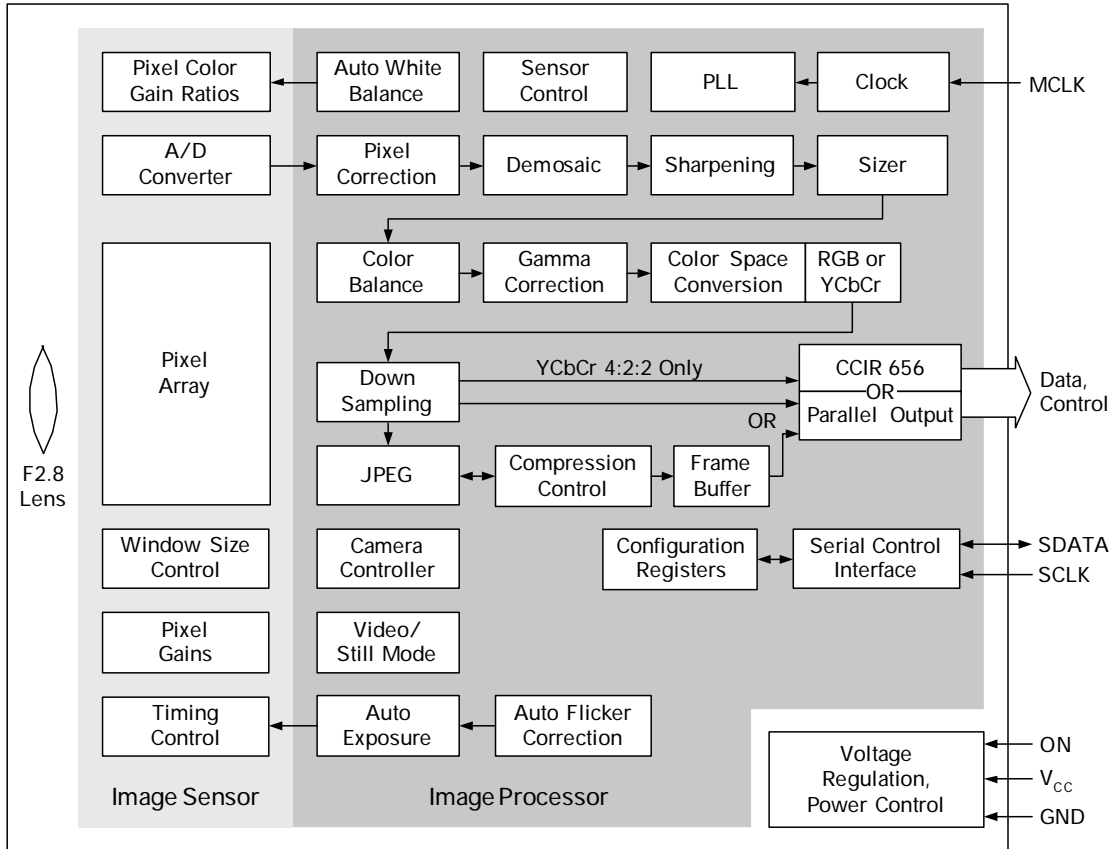 Pixel Color
Gain Ratios
Auto White
Balance
Sensor
Control
PLL
Clock
MCLK
A/D
Converter
Pixel
Correction
Demosaic
Sharpening
Sizer
Color
Balance
Gamma
Correction
Color Space
Conversion
RGB or
YCbCr
Pixel
Array
F2.8
Lens
Down
Sampling
YCbCr 4:2:2 Only
OR
CCIR 656
OR
Parallel Output
Data,
Control
JPEG
Compression
Control
Frame
Buffer
Window Size
Control
Camera
Controller
Configuration
Registers
Serial Control
Interface
SDATA
SCLK
Pixel
Gains
Video/
Still Mode
Timing
Control
Auto
Exposure
Auto Flicker
Correction
Voltage
Regulation,
Power Control
ON
VCC
GND
Image Sensor
Image Processor